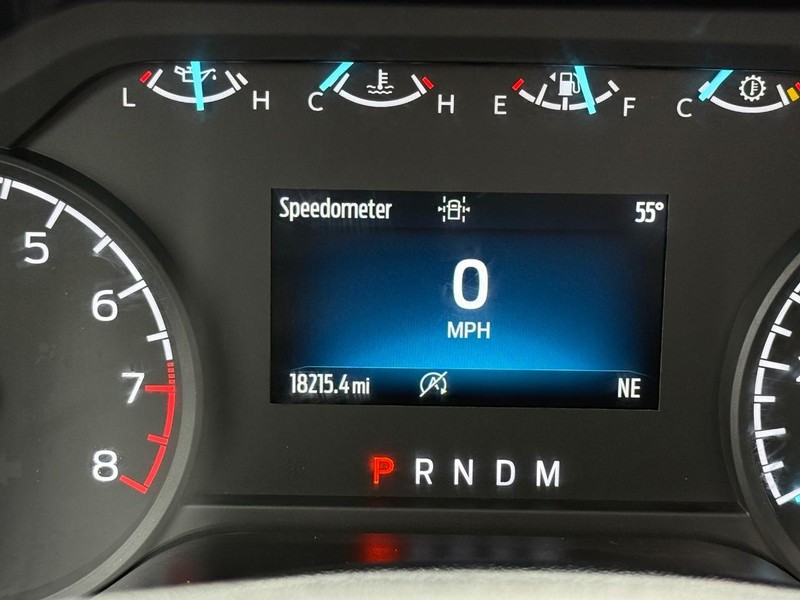 L H C H E F C
Speedometer 55°
0
MPH
18215.4 mi A NE
5
6
7
8
P R N D M